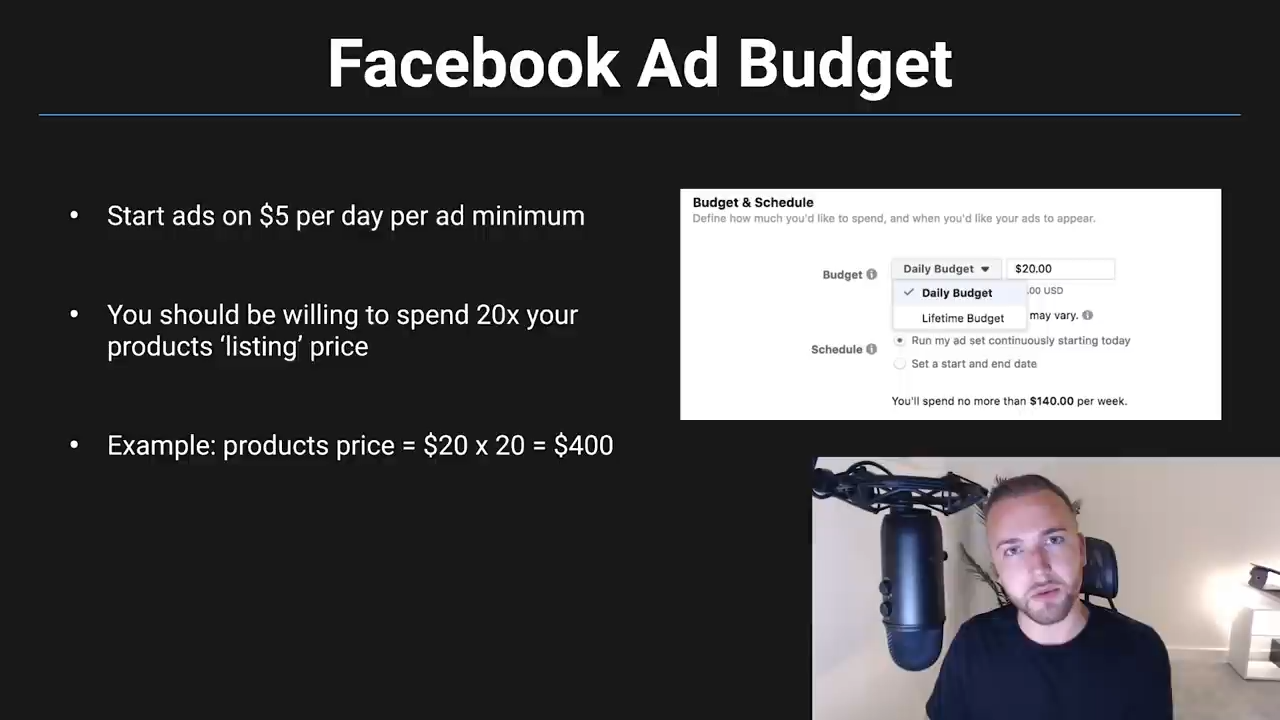 Facebook Ad Budget
• Start ads on $5 per day per ad minimum
• You should be willing to spend 20x your
products ‘listing’ price
• Example: products price = $20 x 20 = $400
Budget & Schedule
Define how much you'd like to spend, and when you'd like your ads to appear.
Budget
Daily Budget
$20.00
Daily Budget
.00 USD
Lifetime Budget
may vary.
Schedule
Run my ad set continuously starting today
Set a start and end date
You'll spend no more than $140.00 per week.